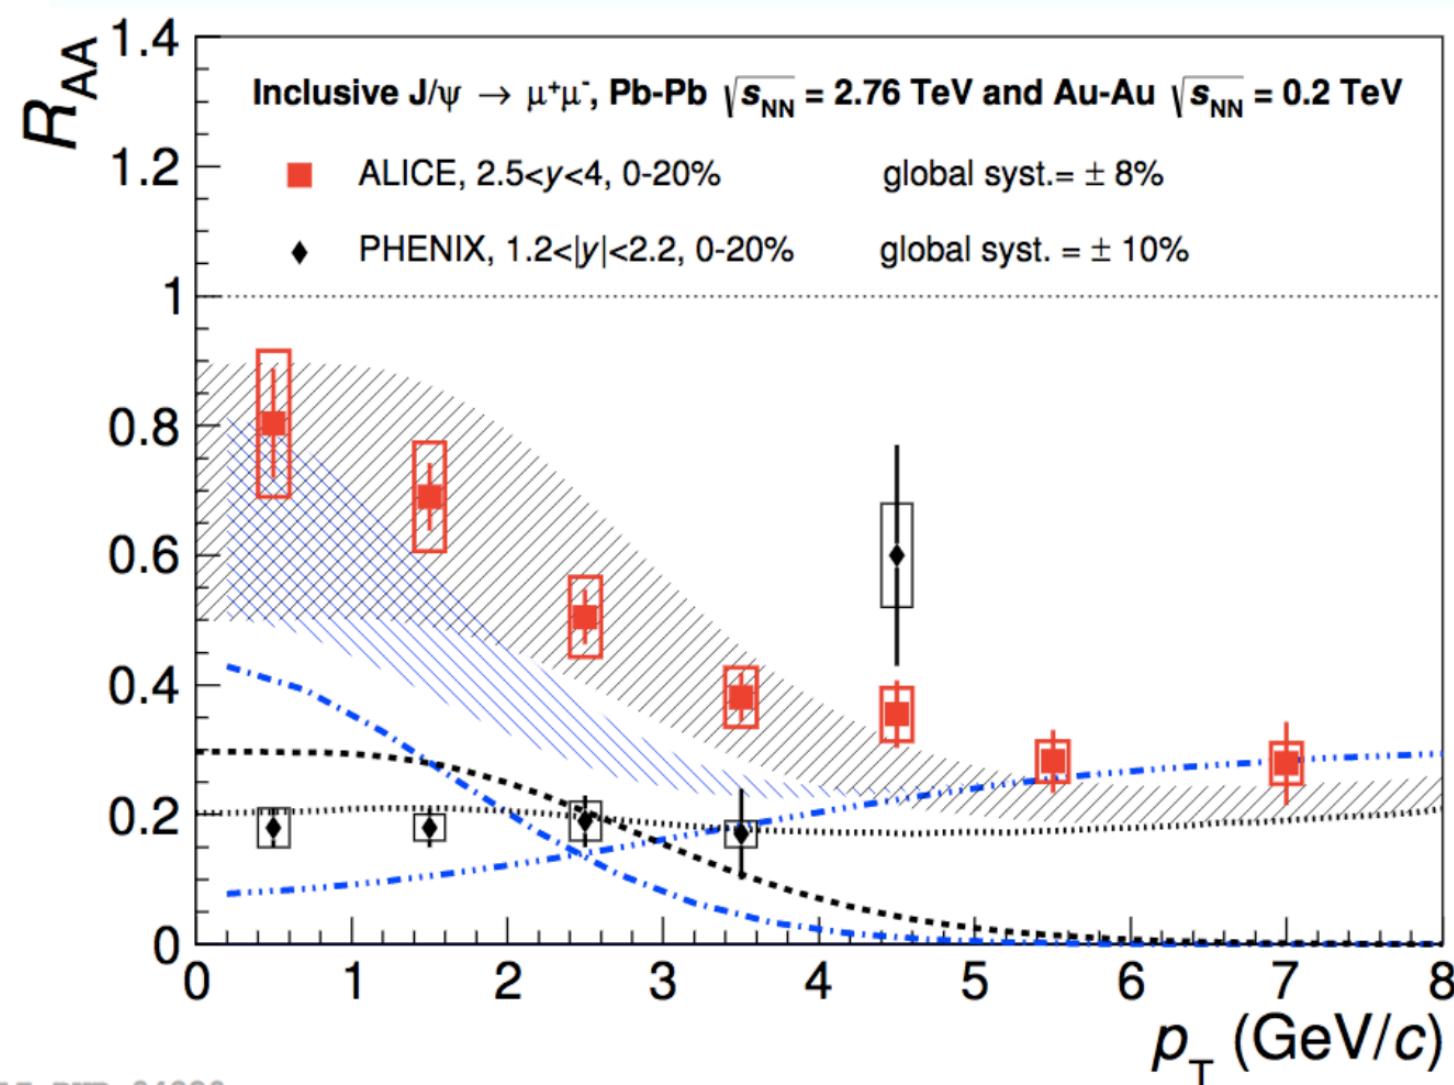 R_AA
1.4
Inclusive J/ψ → μ⁺μ⁻, Pb-Pb √s_NN = 2.76 TeV and Au-Au √s_NN = 0.2 TeV
ALICE, 2.5<y<4, 0-20% global syst.= ± 8%
1.2
PHENIX, 1.2<|y|<2.2, 0-20% global syst. = ± 10%
1
0.8
0.6
0.4
0.2
0
0 1 2 3 4 5 6 7 8
p_T (GeV/c)